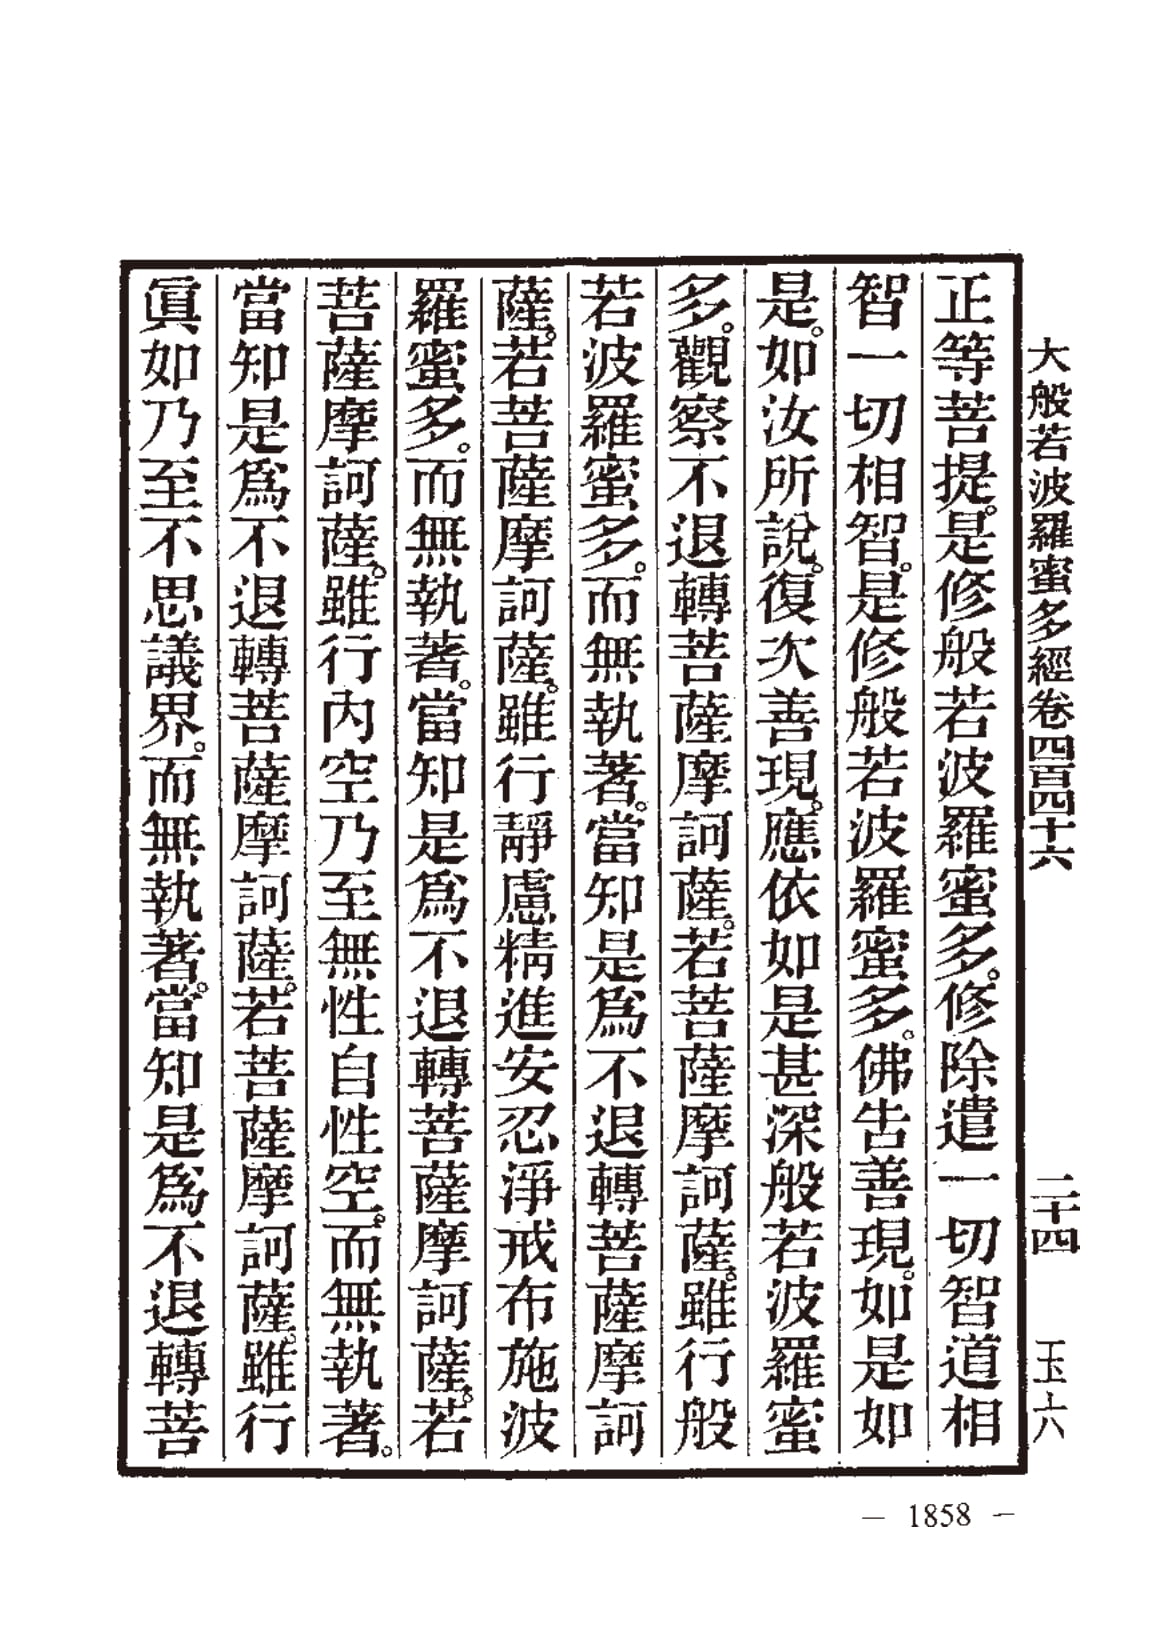 大般若波羅蜜多經卷四百四十六 二十四 玉六
正等菩提。是修般若波羅蜜多。修除遣一切智道相
智一切相智。是修般若波羅蜜多。佛告善現。如是如
是。如汝所說。復次善現。應依如是甚深般若波羅蜜
多。觀察不退轉菩薩摩訶薩。若菩薩摩訶薩。雖行般
若波羅蜜多。而無執著。當知是爲不退轉菩薩摩訶
薩。若菩薩摩訶薩。雖行靜慮精進安忍淨戒布施波
羅蜜多。而無執著。當知是爲不退轉菩薩摩訶薩。若
菩薩摩訶薩。雖行內空乃至無性自性空。而無執著。
當知是爲不退轉菩薩摩訶薩。若菩薩摩訶薩。雖行
眞如乃至不思議界。而無執著。當知是爲不退轉菩
— 1858 —